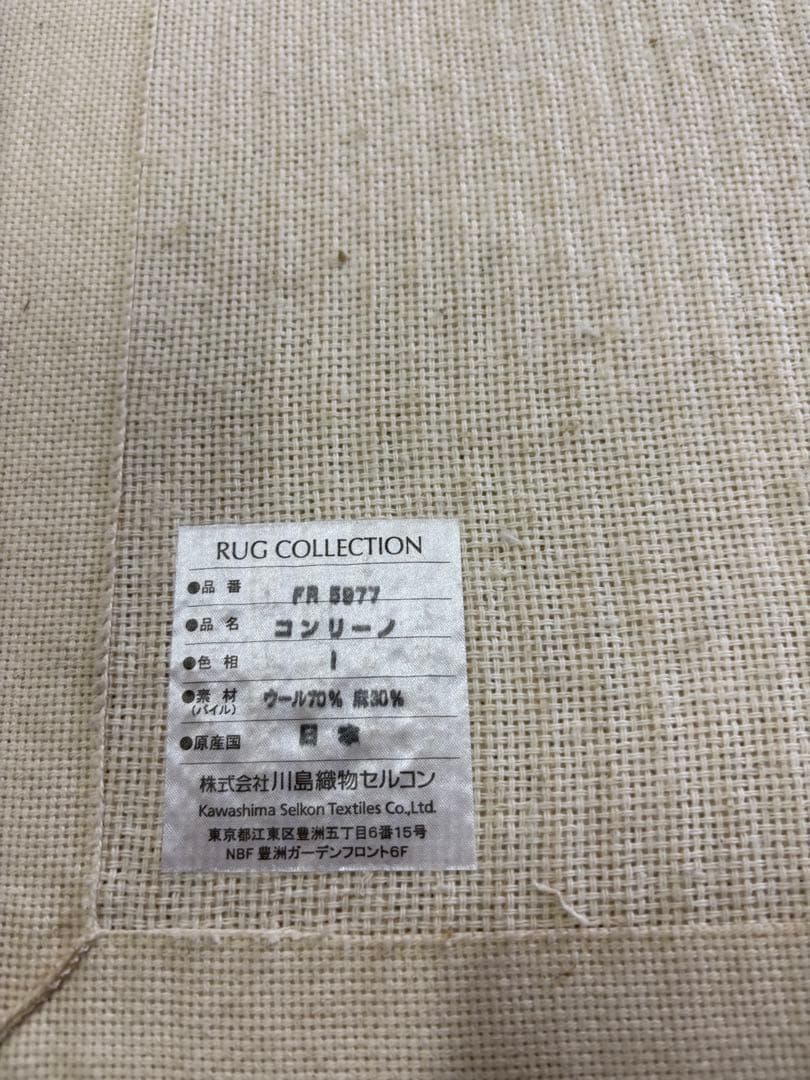 RUG COLLECTION
●品番 FR 5977
●品名 コンリーノ
●色相 1
●素材 ウール70% 麻30%
(パイル)
●原産国 日本
株式会社川島織物セルコン
Kawashima Selkon Textiles Co.,Ltd.
東京都江東区豊洲五丁目6番15号
NBF 豊洲ガーデンフロント6F